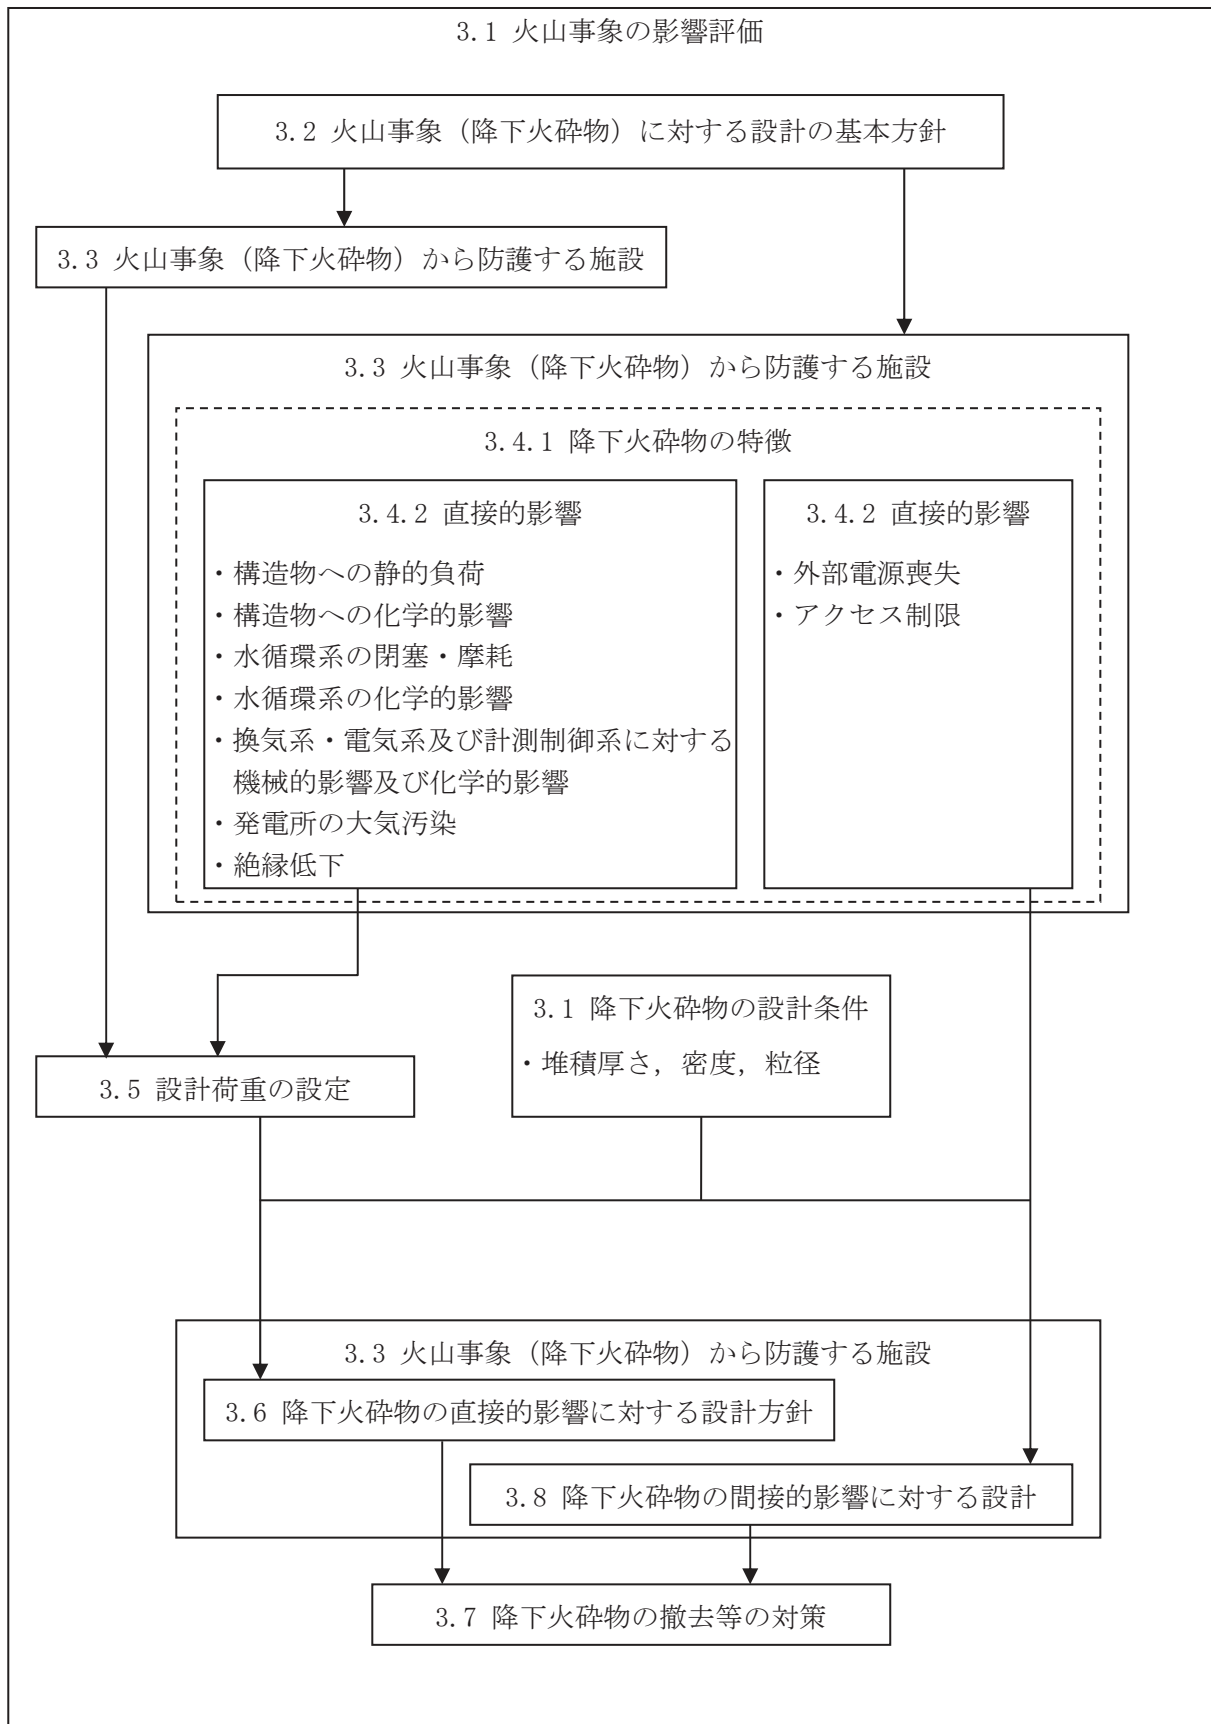 3.1 火山事象の影響評価
3.2 火山事象（降下火砕物）に対する設計の基本方針
3.3 火山事象（降下火砕物）から防護する施設
3.3 火山事象（降下火砕物）から防護する施設
3.4.1 降下火砕物の特徴
3.4.2 直接的影響
・構造物への静的負荷
・構造物への化学的影響
・水循環系の閉塞・摩耗
・水循環系の化学的影響
・換気系・電気系及び計測制御系に対する
機械的影響及び化学的影響
・発電所の大気汚染
・絶縁低下
3.4.2 直接的影響
・外部電源喪失
・アクセス制限
3.1 降下火砕物の設計条件
・堆積厚さ，密度，粒径
3.5 設計荷重の設定
3.3 火山事象（降下火砕物）から防護する施設
3.6 降下火砕物の直接的影響に対する設計方針
3.8 降下火砕物の間接的影響に対する設計
3.7 降下火砕物の撤去等の対策